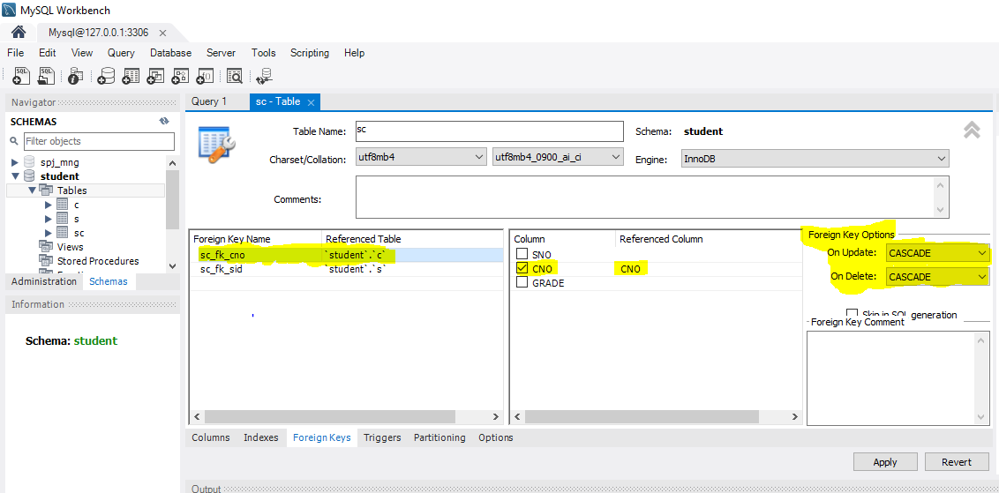 MySQL Workbench
Mysql@127.0.0.1:3306
File Edit View Query Database Server Tools Scripting Help
Navigator
SCHEMAS
Filter objects
spj_mng
student
Tables
c
s
sc
Views
Stored Procedures
Administration Schemas
Information
Schema: student
Query 1 sc - Table
Table Name: sc Schema: student
Charset/Collation: utf8mb4 utf8mb4_0900_ai_ci Engine: InnoDB
Comments:
Foreign Key Name Referenced Table
sc_fk_cno `student`.`c`
sc_fk_sid `student`.`s`
Column Referenced Column
SNO
CNO CNO
GRADE
Foreign Key Options
On Update: CASCADE
On Delete: CASCADE
Skip in SQL generation
Foreign Key Comment
Columns Indexes Foreign Keys Triggers Partitioning Options
Apply Revert
Output